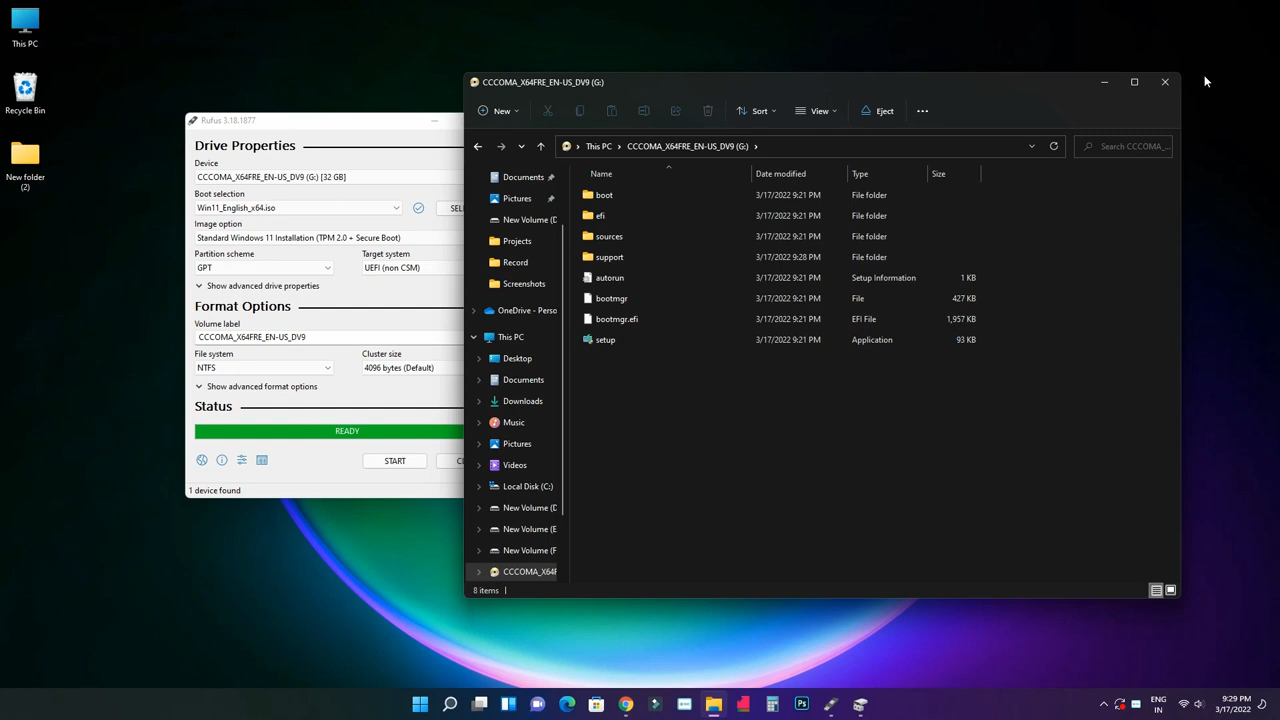 This PC
Recycle Bin
New folder
(2)
Rufus 3.18.1877
Drive Properties
Device
CCCOMA_X64FRE_EN-US_DV9 (G:) [32 GB]
Boot selection
Win11_English_x64.iso
SEL
Image option
Standard Windows 11 Installation (TPM 2.0 + Secure Boot)
Partition scheme
Target system
GPT
UEFI (non CSM)
Show advanced drive properties
Format Options
Volume label
CCCOMA_X64FRE_EN-US_DV9
File system
Cluster size
NTFS
4096 bytes (Default)
Show advanced format options
Status
READY
START
Cl
1 device found
CCCOMA_X64FRE_EN-US_DV9 (G:)
New
Sort
View
Eject
This PC
CCCOMA_X64FRE_EN-US_DV9 (G:)
Search CCCOMA_...
Documents
Pictures
New Volume (D
Projects
Record
Screenshots
OneDrive - Perso
This PC
Desktop
Documents
Downloads
Music
Pictures
Videos
Local Disk (C:)
New Volume (D
New Volume (E
New Volume (F
CCCOMA_X64F
Name Date modified Type Size
boot 3/17/2022 9:21 PM File folder
efi 3/17/2022 9:21 PM File folder
sources 3/17/2022 9:21 PM File folder
support 3/17/2022 9:28 PM File folder
autorun 3/17/2022 9:21 PM Setup Information 1 KB
bootmgr 3/17/2022 9:21 PM File 427 KB
bootmgr.efi 3/17/2022 9:21 PM EFI File 1,957 KB
setup 3/17/2022 9:21 PM Application 93 KB
8 items
ENG
IN
9:29 PM
3/17/2022